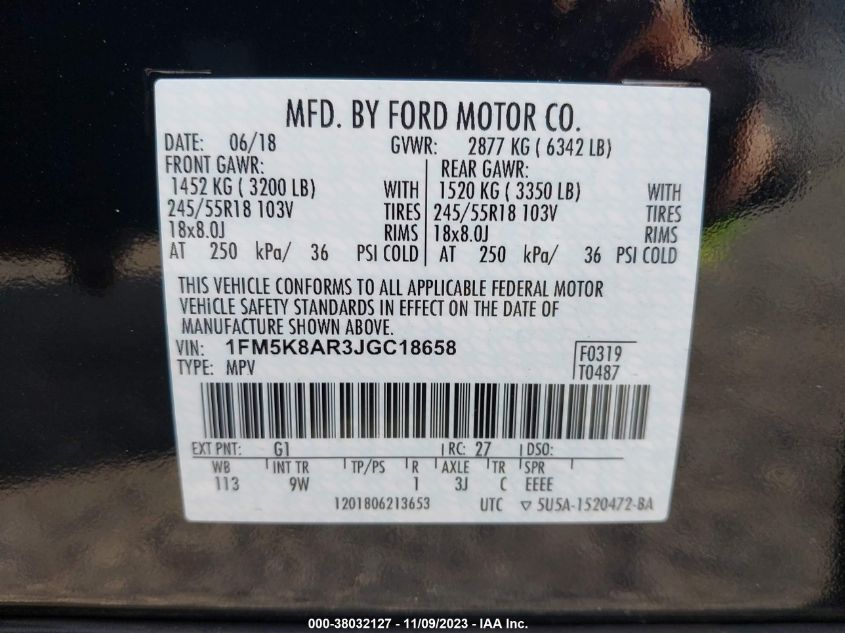 MFD. BY FORD MOTOR CO.
DATE: 06/18 GVWR: 2877 KG ( 6342 LB)
FRONT GAWR: REAR GAWR:
1452 KG ( 3200 LB) WITH 1520 KG ( 3350 LB) WITH
245/55R18 103V TIRES 245/55R18 103V TIRES
18x8.0J RIMS 18x8.0J RIMS
AT 250 kPa/ 36 PSI COLD AT 250 kPa/ 36 PSI COLD
THIS VEHICLE CONFORMS TO ALL APPLICABLE FEDERAL MOTOR
VEHICLE SAFETY STANDARDS IN EFFECT ON THE DATE OF
MANUFACTURE SHOWN ABOVE.
VIN: 1FM5K8AR3JGC18658 F0319
TYPE: MPV T0487
EXT PNT: G1 RC: 27 DSO:
WB INT TR TP/PS R AXLE TR SPR
113 9W 1 3J C EEEE
1201806213653 UTC ▽ 5U5A-1520472-BA
000-38032127 - 11/09/2023 - IAA Inc.